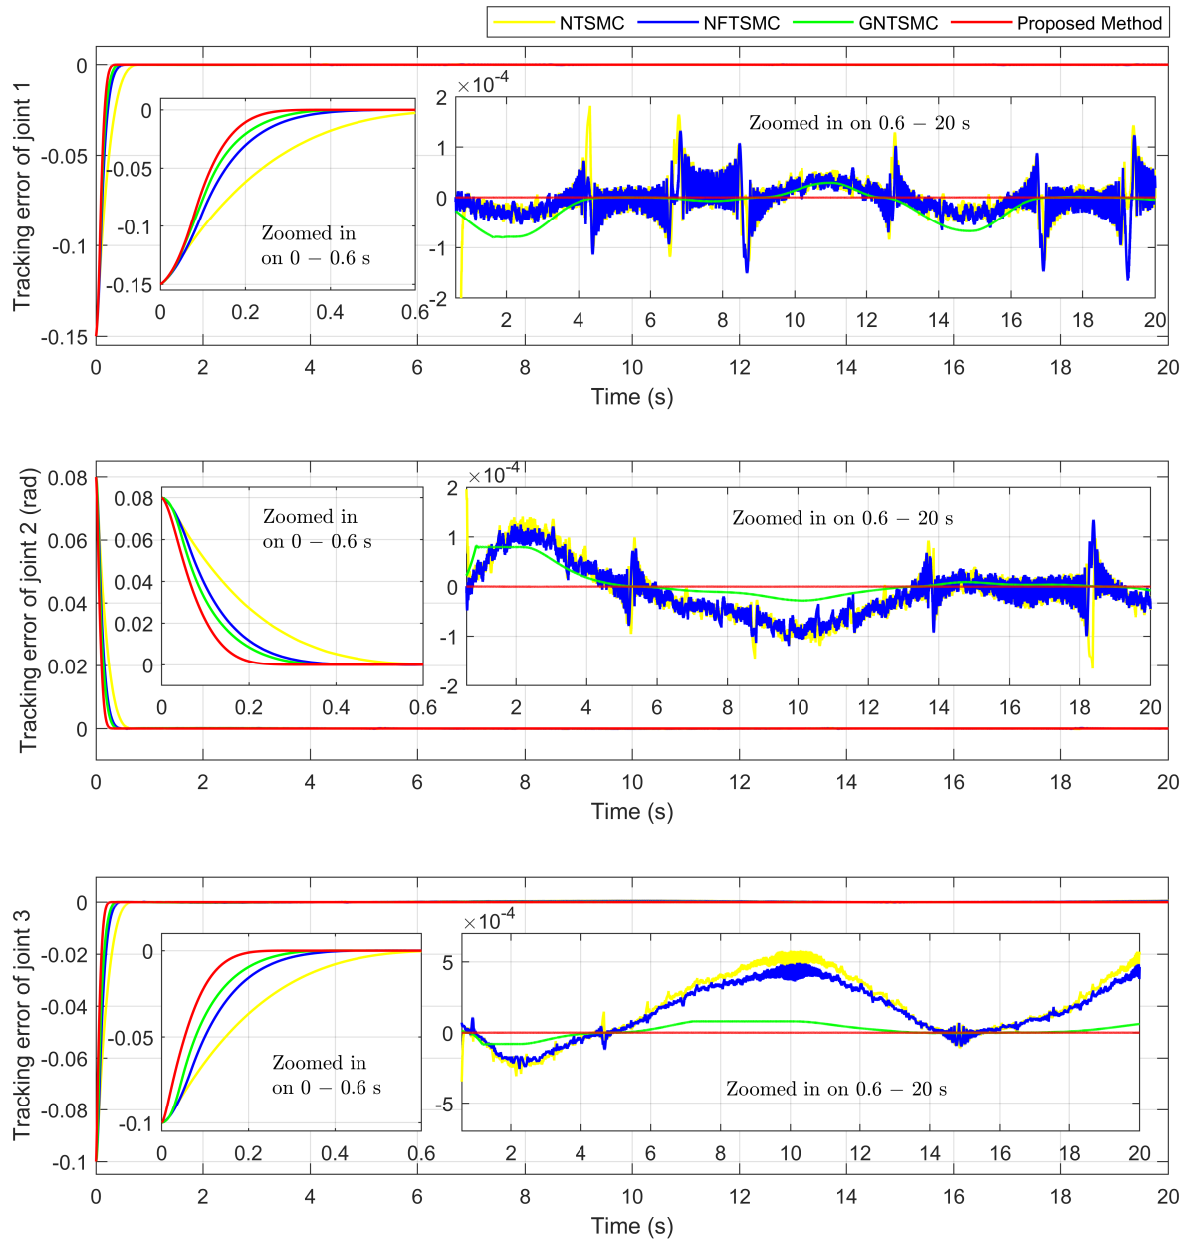 NTSMC NFTSMC GNTSMC Proposed Method
Tracking error of joint 1
0
-0.05
-0.1
-0.15
0 2 4 6 8 10 12 14 16 18 20
Time (s)
0
-0.05
-0.1
-0.15
0 0.2 0.4 0.6
Zoomed in
on 0 − 0.6 s
×10-4
2
1
0
-1
-2
2 4 6 8 10 12 14 16 18 20
Zoomed in on 0.6 − 20 s
Tracking error of joint 2 (rad)
0.08
0.06
0.04
0.02
0
0 2 4 6 8 10 12 14 16 18 20
Time (s)
0.08
0.06
0.04
0.02
0
0 0.2 0.4 0.6
Zoomed in
on 0 − 0.6 s
×10-4
2
1
0
-1
-2
2 4 6 8 10 12 14 16 18 20
Zoomed in on 0.6 − 20 s
Tracking error of joint 3
0
-0.02
-0.04
-0.06
-0.08
-0.1
0 2 4 6 8 10 12 14 16 18 20
Time (s)
0
-0.05
-0.1
0 0.2 0.4 0.6
Zoomed in
on 0 − 0.6 s
×10-4
5
0
-5
2 4 6 8 10 12 14 16 18 20
Zoomed in on 0.6 − 20 s